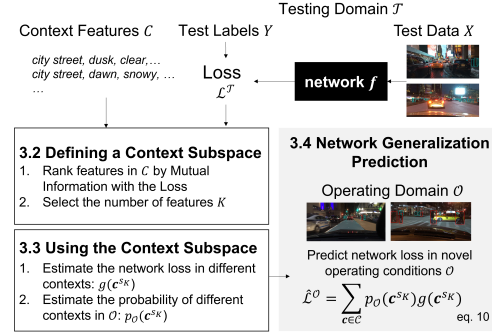 Testing Domain 𝒯
Context Features C
Test Labels Y
Test Data X
city street, dusk, clear,...
city street, dawn, snowy, ...
...
Loss
ℒ^𝒯
network f
3.2 Defining a Context Subspace
1. Rank features in C by Mutual
Information with the Loss
2. Select the number of features K
3.3 Using the Context Subspace
1. Estimate the network loss in different
contexts: g(c^{s_K})
2. Estimate the probability of different
contexts in 𝒪: p_𝒪(c^{s_K})
3.4 Network Generalization
Prediction
Operating Domain 𝒪
Predict network loss in novel
operating conditions 𝒪
ℒ̂^𝒪 = ∑_{c∈𝒞} p_𝒪(c^{s_K})g(c^{s_K})
eq. 10